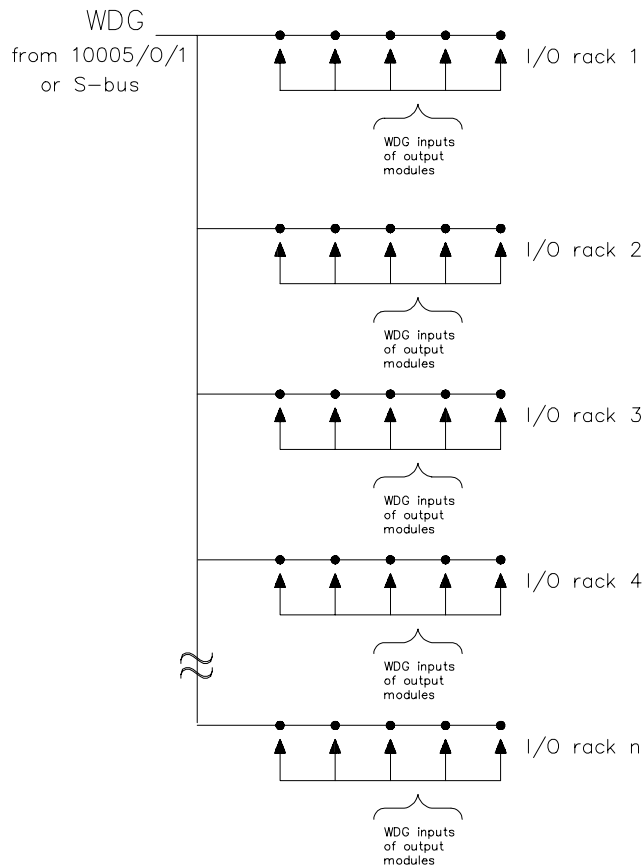 WDG
from 10005/O/1
or S-bus
I/O rack 1
WDG inputs
of output
modules
I/O rack 2
WDG inputs
of output
modules
I/O rack 3
WDG inputs
of output
modules
I/O rack 4
WDG inputs
of output
modules
I/O rack n
WDG inputs
of output
modules